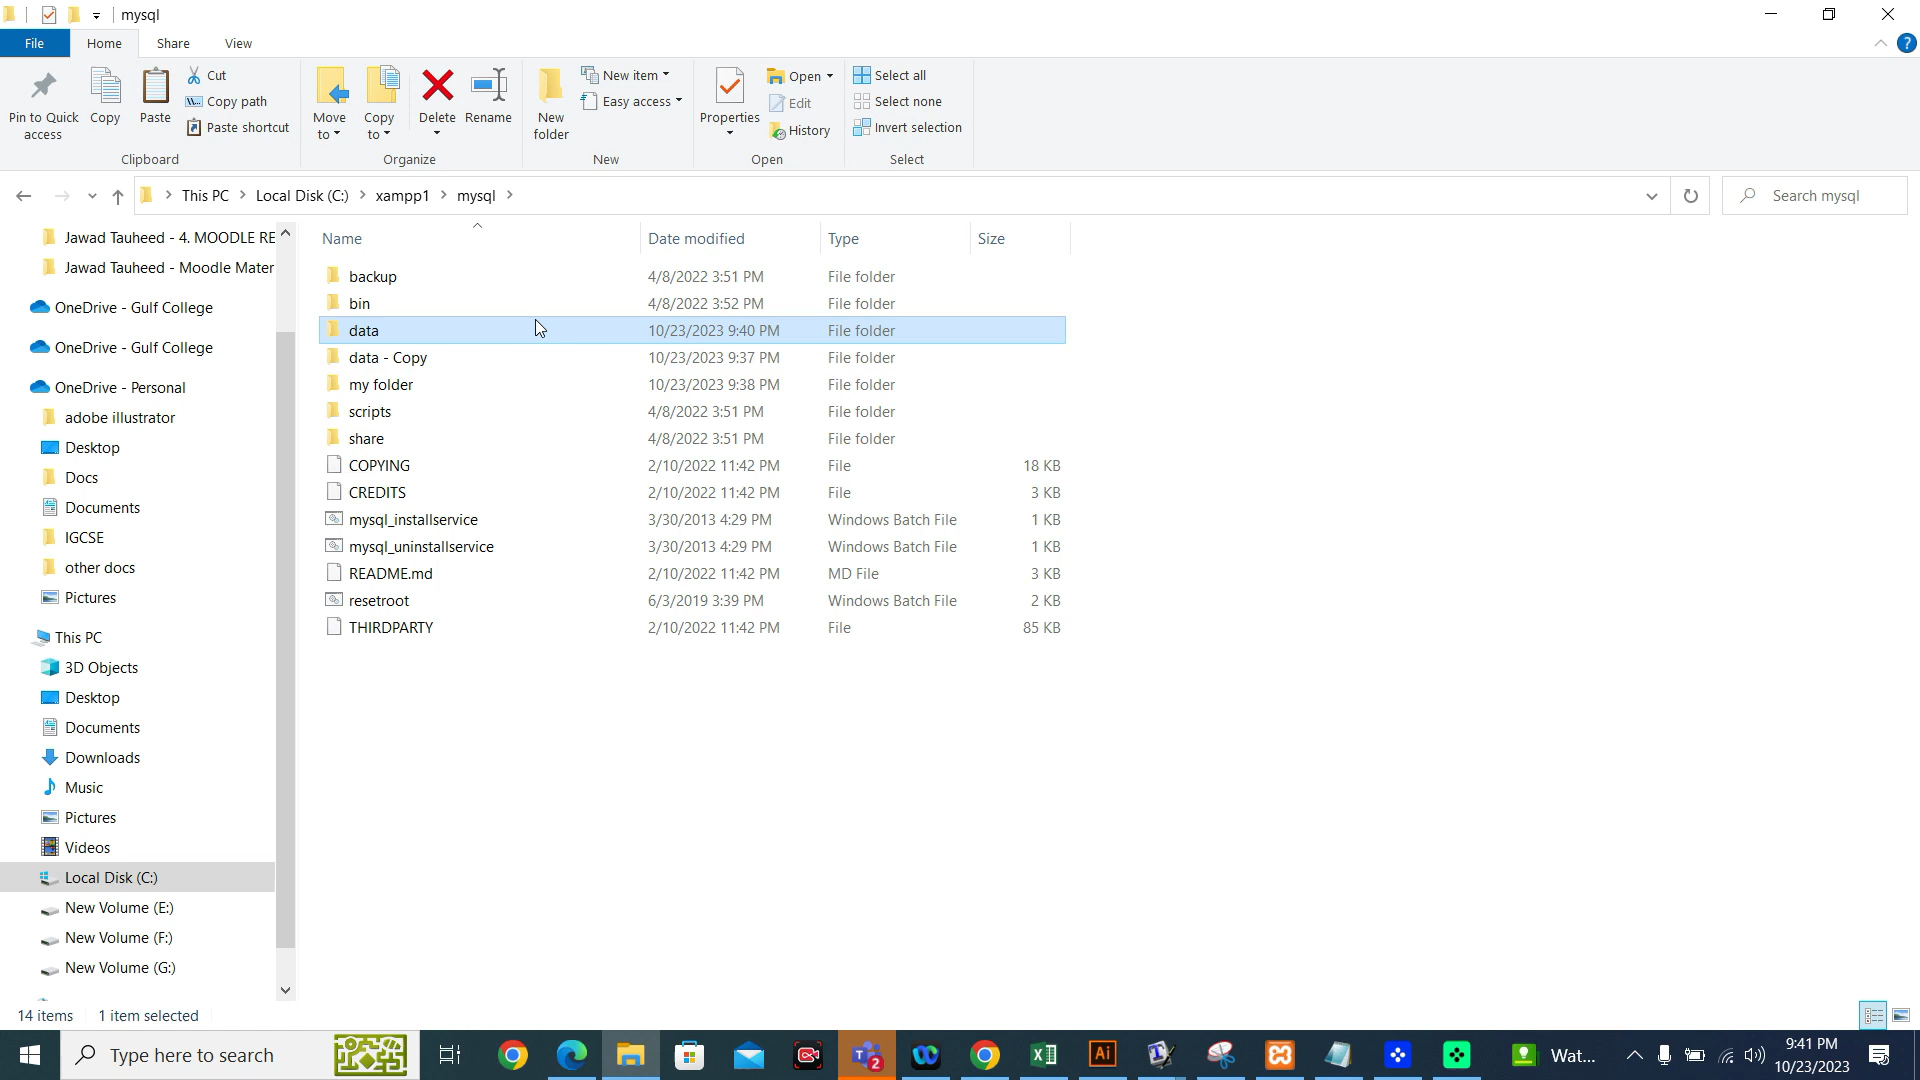 mysql
File Home Share View
Pin to Quick access
Copy
Paste
Cut
Copy path
Paste shortcut
Clipboard
Move to
Copy to
Delete
Rename
Organize
New folder
New item
Easy access
New
Properties
Open
Edit
History
Open
Select all
Select none
Invert selection
Select
This PC Local Disk (C:) xampp1 mysql
Search mysql
Jawad Tauheed - 4. MOODLE RE
Jawad Tauheed - Moodle Mater
OneDrive - Gulf College
OneDrive - Gulf College
OneDrive - Personal
adobe illustrator
Desktop
Docs
Documents
IGCSE
other docs
Pictures
This PC
3D Objects
Desktop
Documents
Downloads
Music
Pictures
Videos
Local Disk (C:)
New Volume (E:)
New Volume (F:)
New Volume (G:)
Name Date modified Type Size
backup 4/8/2022 3:51 PM File folder
bin 4/8/2022 3:52 PM File folder
data 10/23/2023 9:40 PM File folder
data - Copy 10/23/2023 9:37 PM File folder
my folder 10/23/2023 9:38 PM File folder
scripts 4/8/2022 3:51 PM File folder
share 4/8/2022 3:51 PM File folder
COPYING 2/10/2022 11:42 PM File 18 KB
CREDITS 2/10/2022 11:42 PM File 3 KB
mysql_installservice 3/30/2013 4:29 PM Windows Batch File 1 KB
mysql_uninstallservice 3/30/2013 4:29 PM Windows Batch File 1 KB
README.md 2/10/2022 11:42 PM MD File 3 KB
resetroot 6/3/2019 3:39 PM Windows Batch File 2 KB
THIRDPARTY 2/10/2022 11:42 PM File 85 KB
14 items 1 item selected
Type here to search
Wat...
9:41 PM
10/23/2023